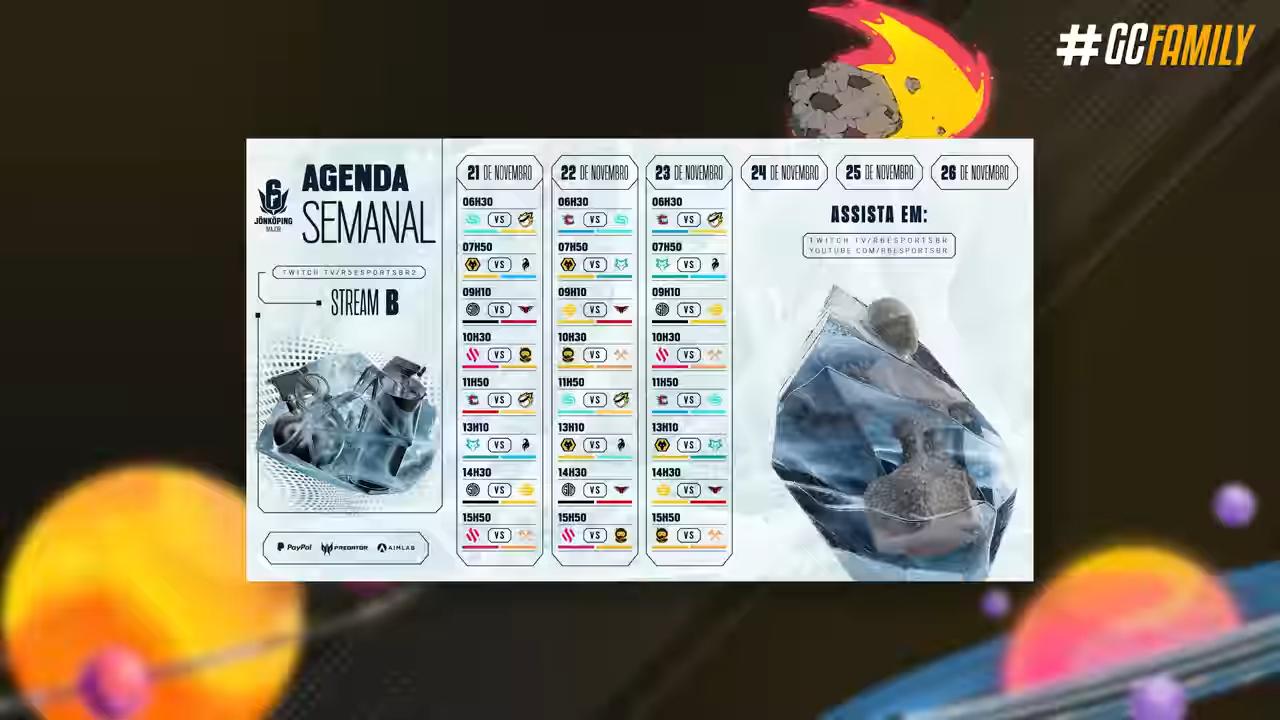 #GCFAMILY
JÖNKÖPING
MAJOR
AGENDA
SEMANAL
TWITCH TV/R6ESPORTSBR2
STREAM B
PayPal PREDATOR AIMLAB
21 DE NOVEMBRO
06H30
VS
07H50
VS
09H10
VS
10H30
VS
11H50
VS
13H10
VS
14H30
VS
15H50
VS
22 DE NOVEMBRO
06H30
VS
07H50
VS
09H10
VS
10H30
VS
11H50
VS
13H10
VS
14H30
VS
15H50
VS
23 DE NOVEMBRO
06H30
VS
07H50
VS
09H10
VS
10H30
VS
11H50
VS
13H10
VS
14H30
VS
15H50
VS
24 DE NOVEMBRO
25 DE NOVEMBRO
26 DE NOVEMBRO
ASSISTA EM:
TWITCH TV/R6ESPORTSBR
YOUTUBE COM/R6ESPORTSBR